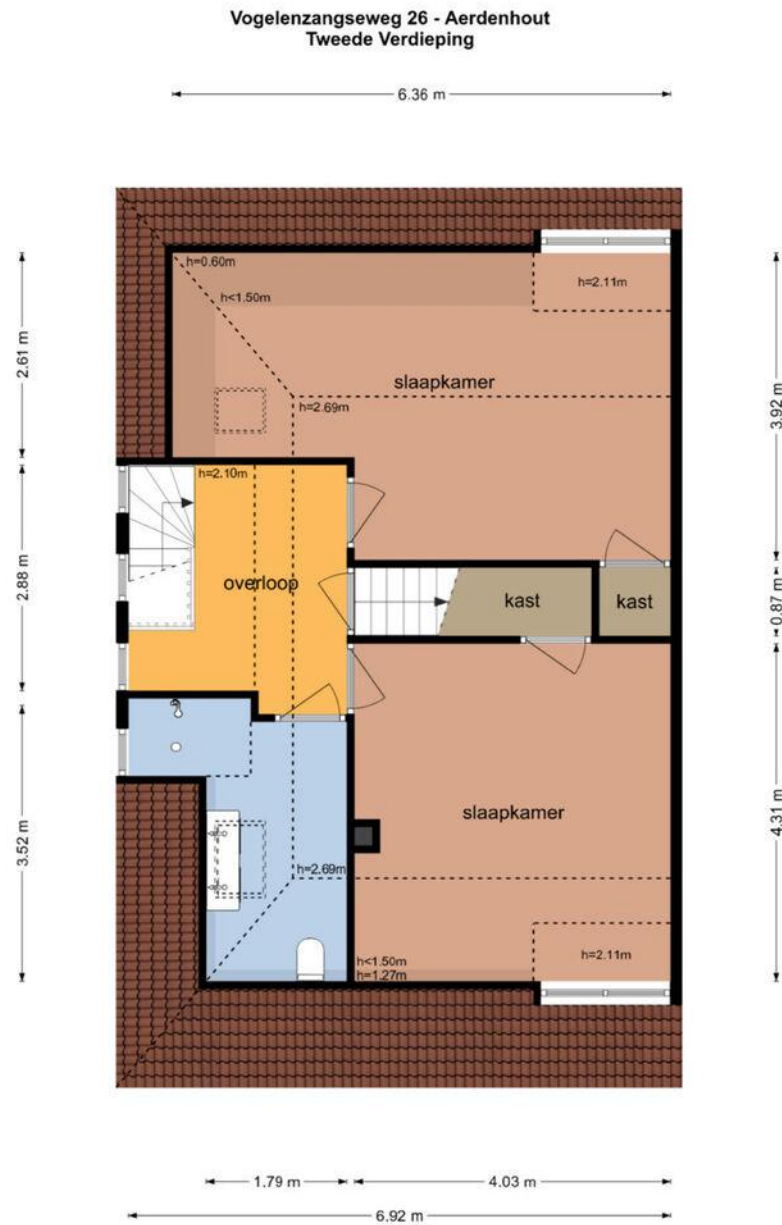 Vogelenzangseweg 26 - Aerdenhout
Tweede Verdieping
6.36 m
h=0.60m
h<1.50m
h=2.11m
2.61 m
3.92 m
slaapkamer
h=2.69m
h=2.10m
2.88 m
overloop
kast
kast
0.87 m
slaapkamer
3.52 m
4.31 m
h=2.69m
h<1.50m
h=1.27m
h=2.11m
1.79 m
4.03 m
6.92 m